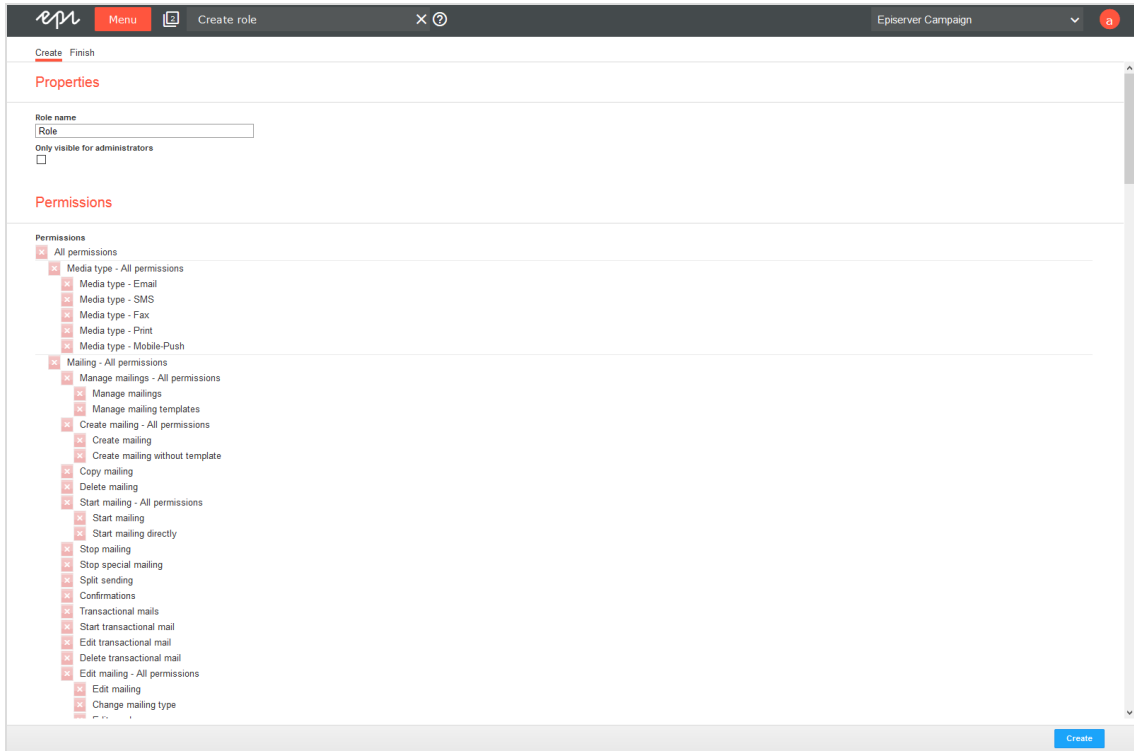 epi Menu 2 Create role Episerver Campaign a
Create Finish
Properties
Role name
Role
Only visible for administrators
Permissions
Permissions
All permissions
Media type - All permissions
Media type - Email
Media type - SMS
Media type - Fax
Media type - Print
Media type - Mobile-Push
Mailing - All permissions
Manage mailings - All permissions
Manage mailings
Manage mailing templates
Create mailing - All permissions
Create mailing
Create mailing without template
Copy mailing
Delete mailing
Start mailing - All permissions
Start mailing
Start mailing directly
Stop mailing
Stop special mailing
Split sending
Confirmations
Transactional mails
Start transactional mail
Edit transactional mail
Delete transactional mail
Edit mailing - All permissions
Edit mailing
Change mailing type
Create